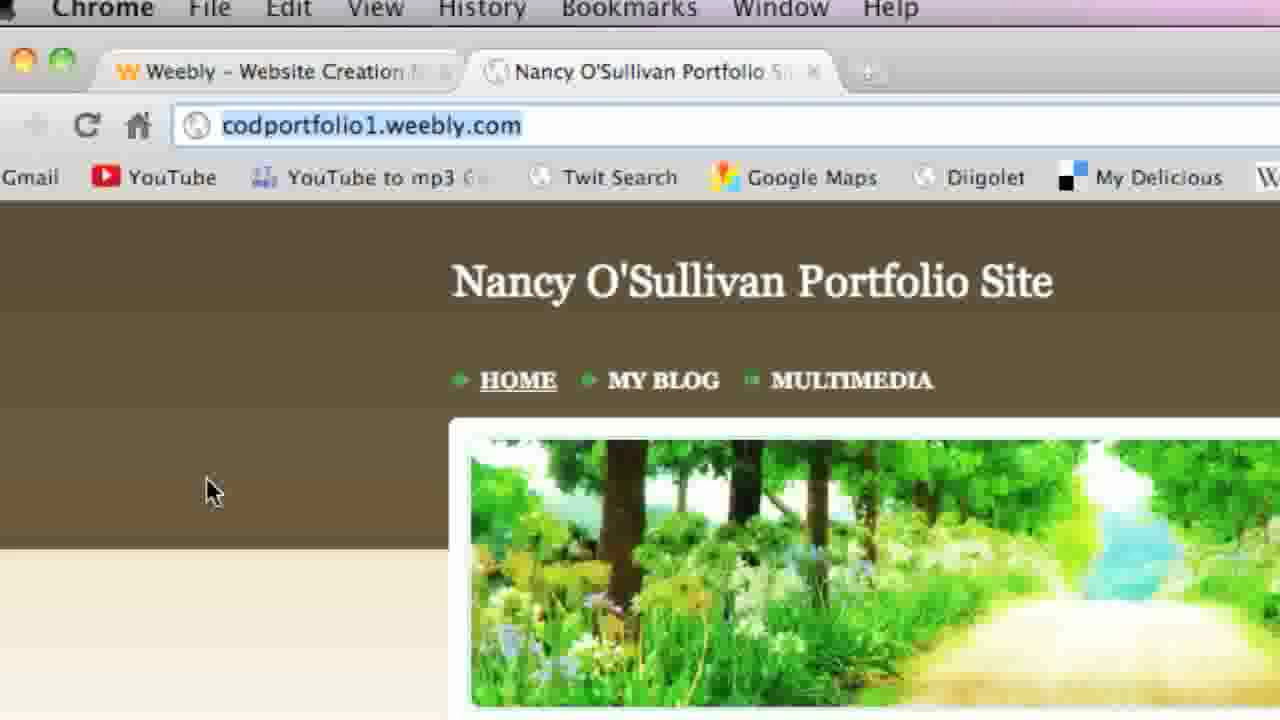 Chrome File Edit View History Bookmarks Window Help
Weebly - Website Creation Nancy O'Sullivan Portfolio
codportfolio1.weebly.com
Gmail YouTube YouTube to mp3 Twit Search Google Maps Diigolet My Delicious W
Nancy O'Sullivan Portfolio Site
HOME MY BLOG MULTIMEDIA